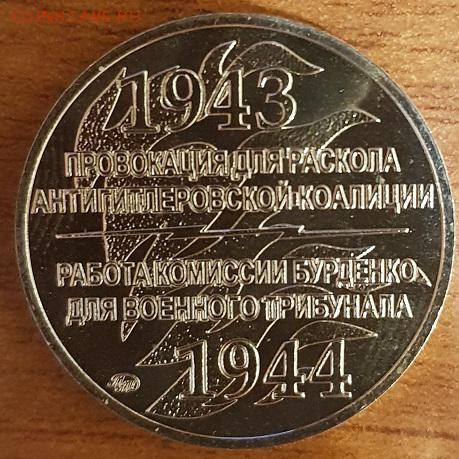 1943
ПРОВОКАЦИЯ ДЛЯ РАСКОЛА
АНТИГИТЛЕРОВСКОЙ КОАЛИЦИИ
РАБОТА КОМИССИИ БУРДЕНКО
ДЛЯ ВОЕННОГО ТРИБУНАЛА
1944